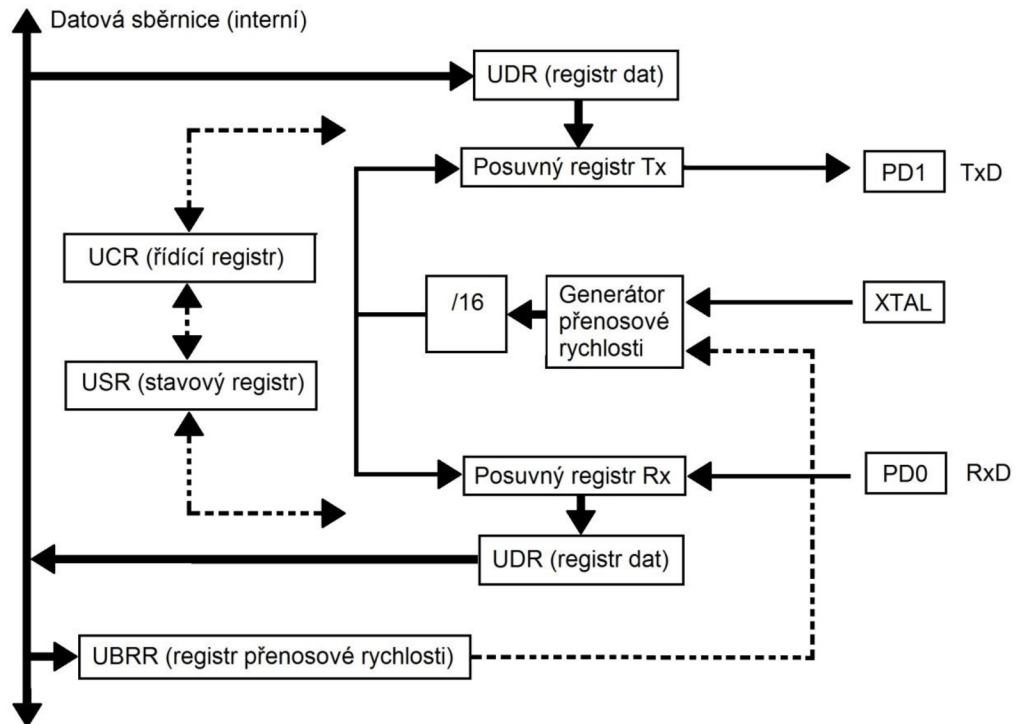 Datová sběrnice (interní)
UDR (registr dat)
Posuvný registr Tx
PD1 TxD
UCR (řídící registr)
/16
Generátor
přenosové
rychlosti
XTAL
USR (stavový registr)
Posuvný registr Rx
PD0 RxD
UDR (registr dat)
UBRR (registr přenosové rychlosti)